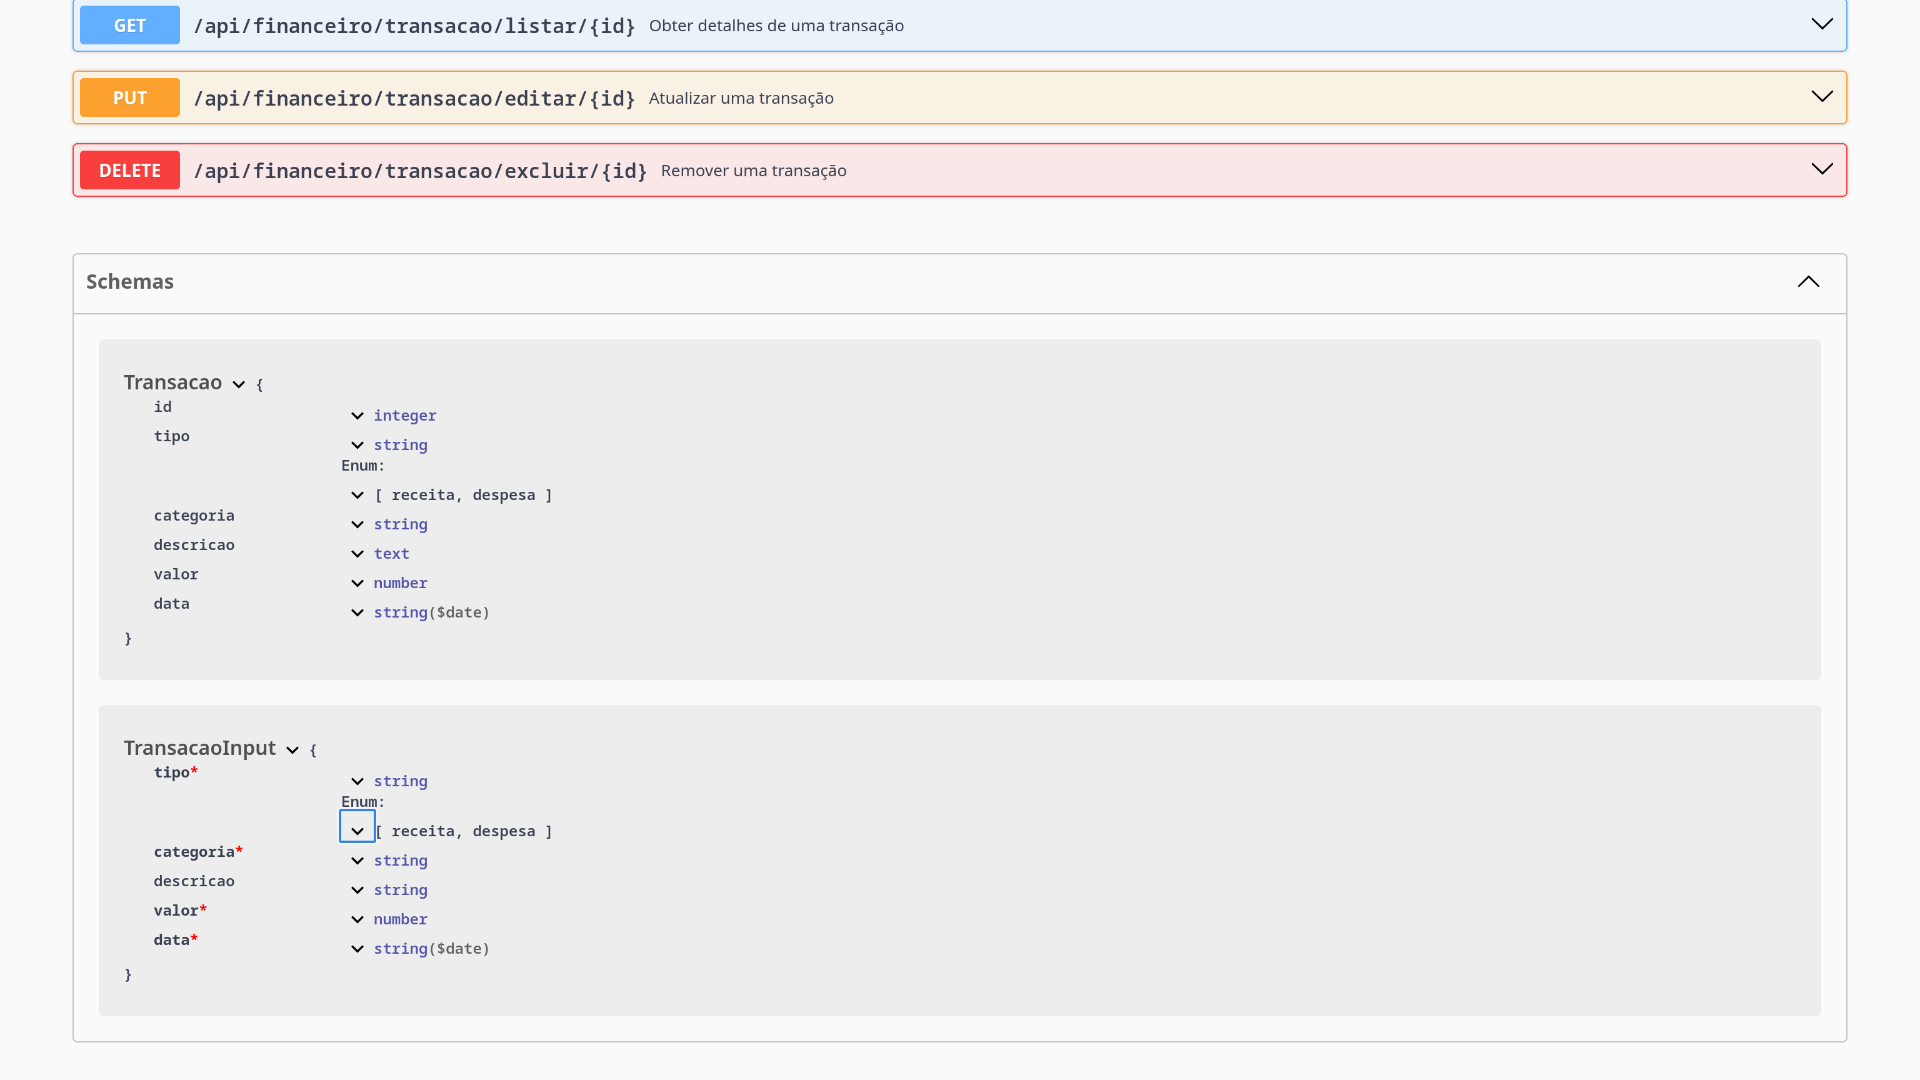 GET /api/financeiro/transacao/listar/{id} Obter detalhes de uma transação
PUT /api/financeiro/transacao/editar/{id} Atualizar uma transação
DELETE /api/financeiro/transacao/excluir/{id} Remover uma transação
Schemas
Transacao {
id integer
tipo string
Enum:
[ receita, despesa ]
categoria string
descricao text
valor number
data string($date)
}
TransacaoInput {
tipo* string
Enum:
[ receita, despesa ]
categoria* string
descricao string
valor* number
data* string($date)
}